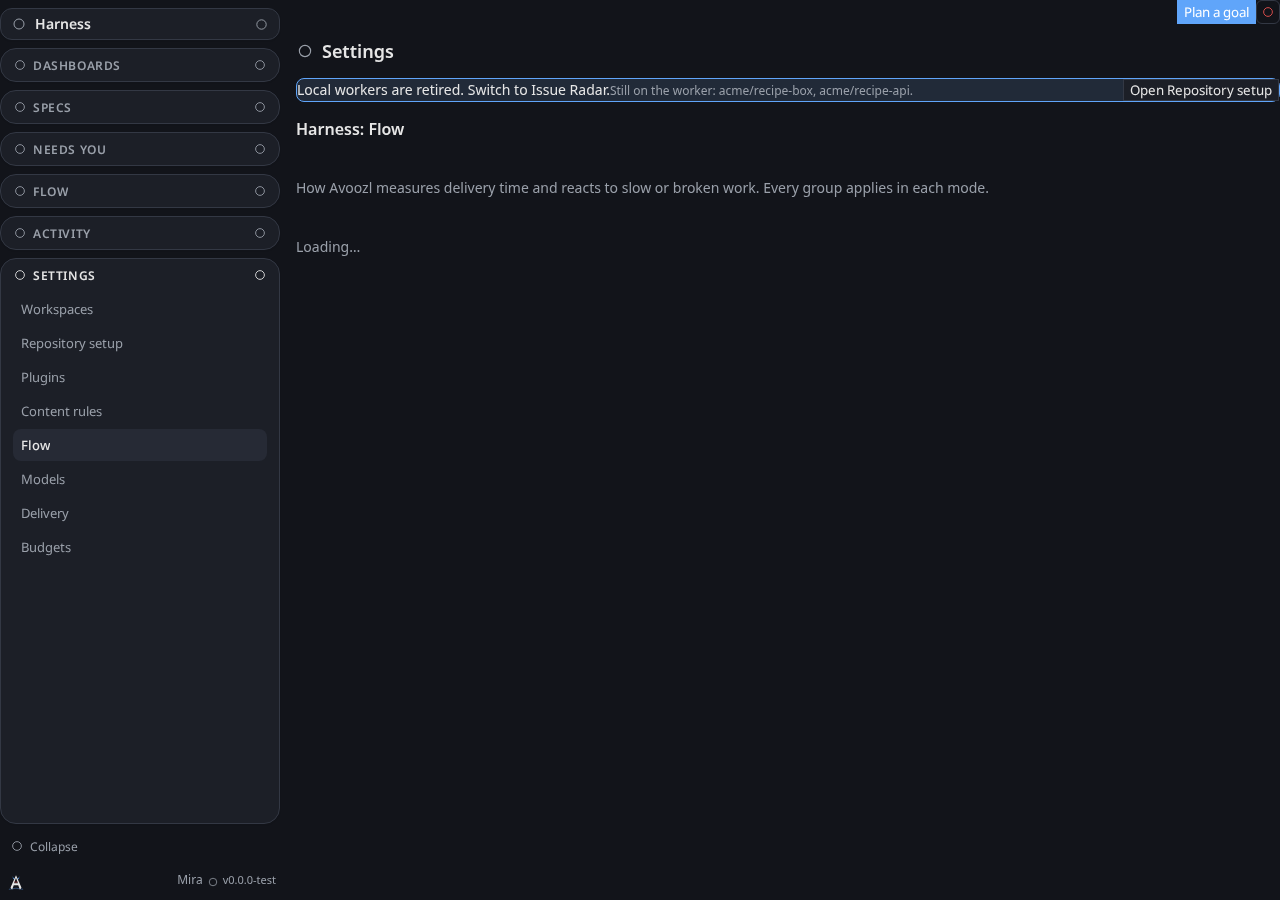 Harness
DASHBOARDS
SPECS
NEEDS YOU
FLOW
ACTIVITY
SETTINGS
Workspaces
Repository setup
Plugins
Content rules
Flow
Models
Delivery
Budgets
Collapse
A
Mira v0.0.0-test
Plan a goal
Settings
Local workers are retired. Switch to Issue Radar. Still on the worker: acme/recipe-box, acme/recipe-api. Open Repository setup
Harness: Flow
How Avoozl measures delivery time and reacts to slow or broken work. Every group applies in each mode.
Loading...